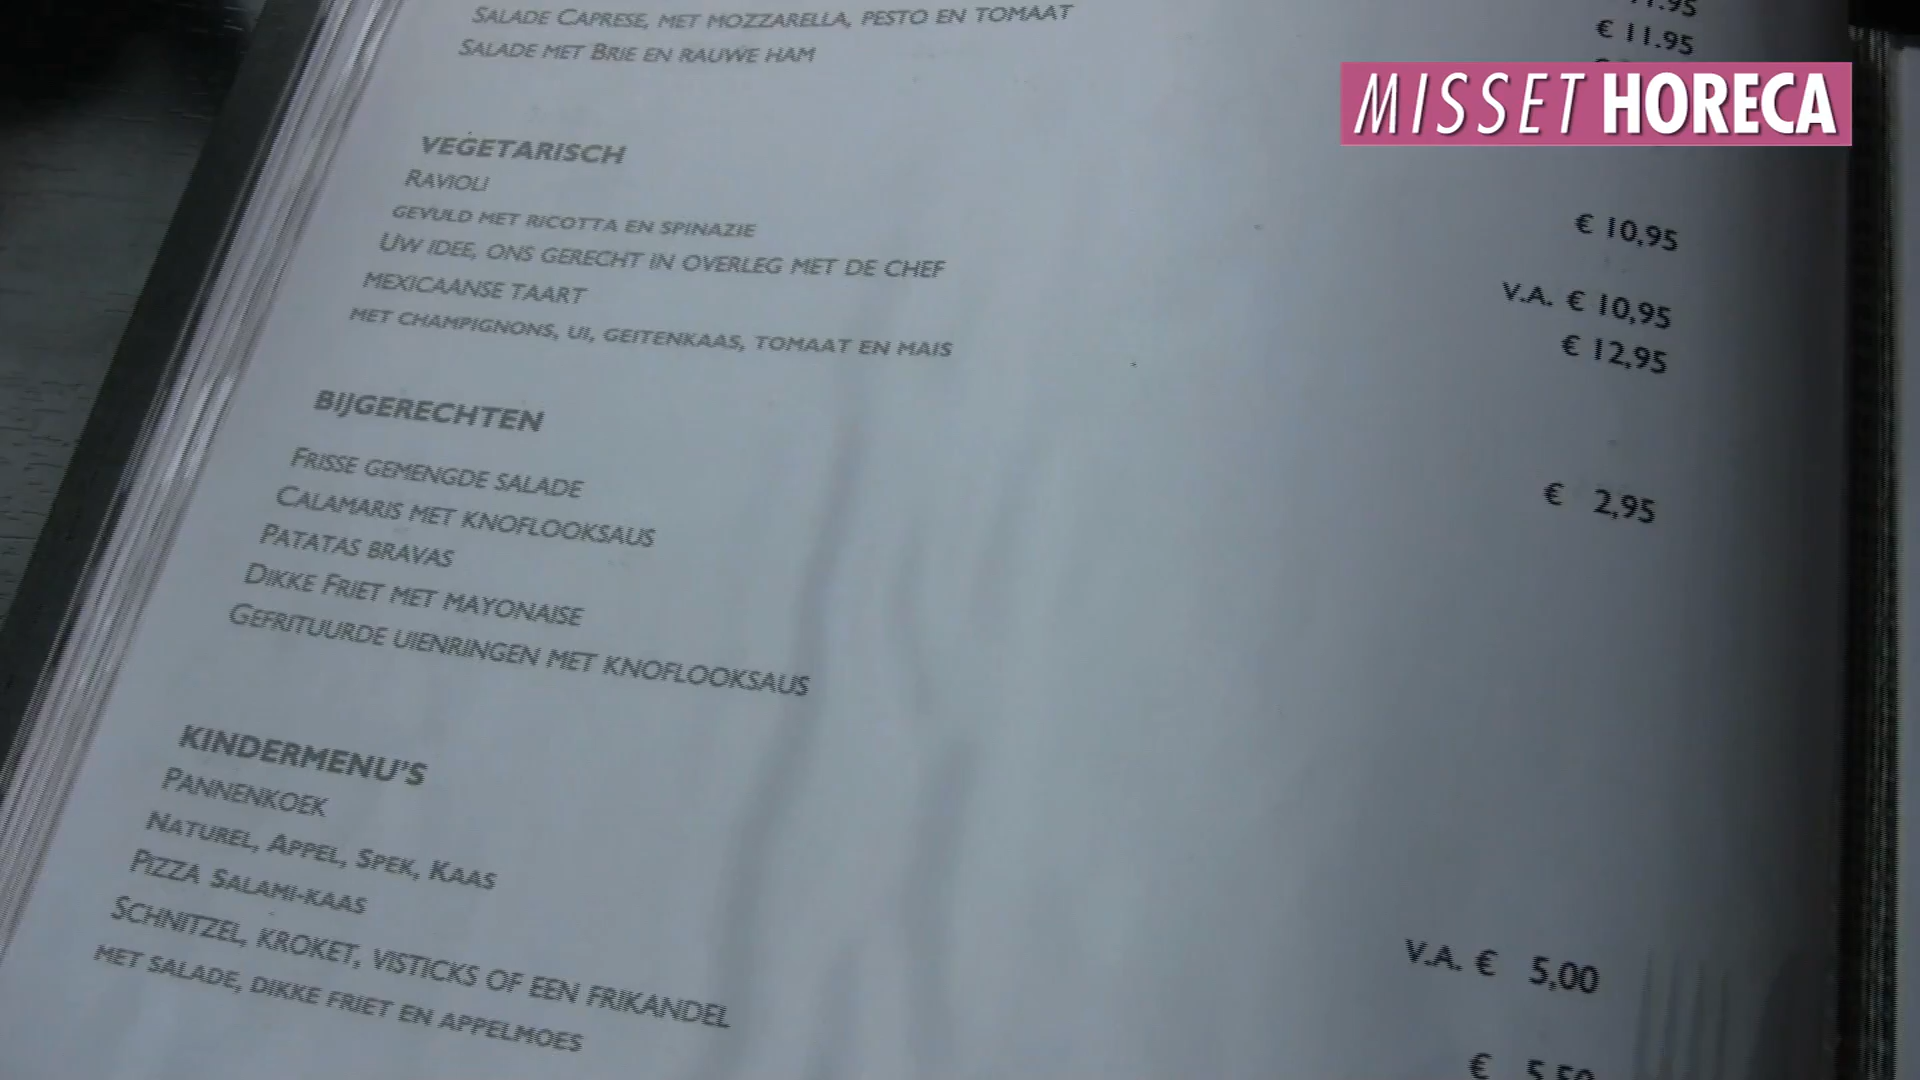 SALADE CAPRESE, MET MOZZARELLA, PESTO EN TOMAAT
€ 11.95
SALADE MET BRIE EN RAUWE HAM
MISSET HORECA
VEGETARISCH
RAVIOLI € 10,95
GEVULD MET RICOTTA EN SPINAZIE
UW IDEE, ONS GERECHT IN OVERLEG MET DE CHEF V.A. € 10,95
MEXICAANSE TAART € 12,95
MET CHAMPIGNONS, UI, GEITENKAAS, TOMAAT EN MAIS
BIJGERECHTEN
€ 2,95
FRISSE GEMENGDE SALADE
CALAMARIS MET KNOFLOOKSAUS
PATATAS BRAVAS
DIKKE FRIET MET MAYONAISE
GEFRITUURDE UIENRINGEN MET KNOFLOOKSAUS
KINDERMENU'S
PANNENKOEK V.A. € 5,00
NATUREL, APPEL, SPEK, KAAS
PIZZA SALAMI-KAAS € 5,50
SCHNITZEL, KROKET, VISTICKS OF EEN FRIKANDEL
MET SALADE, DIKKE FRIET EN APPELMOES